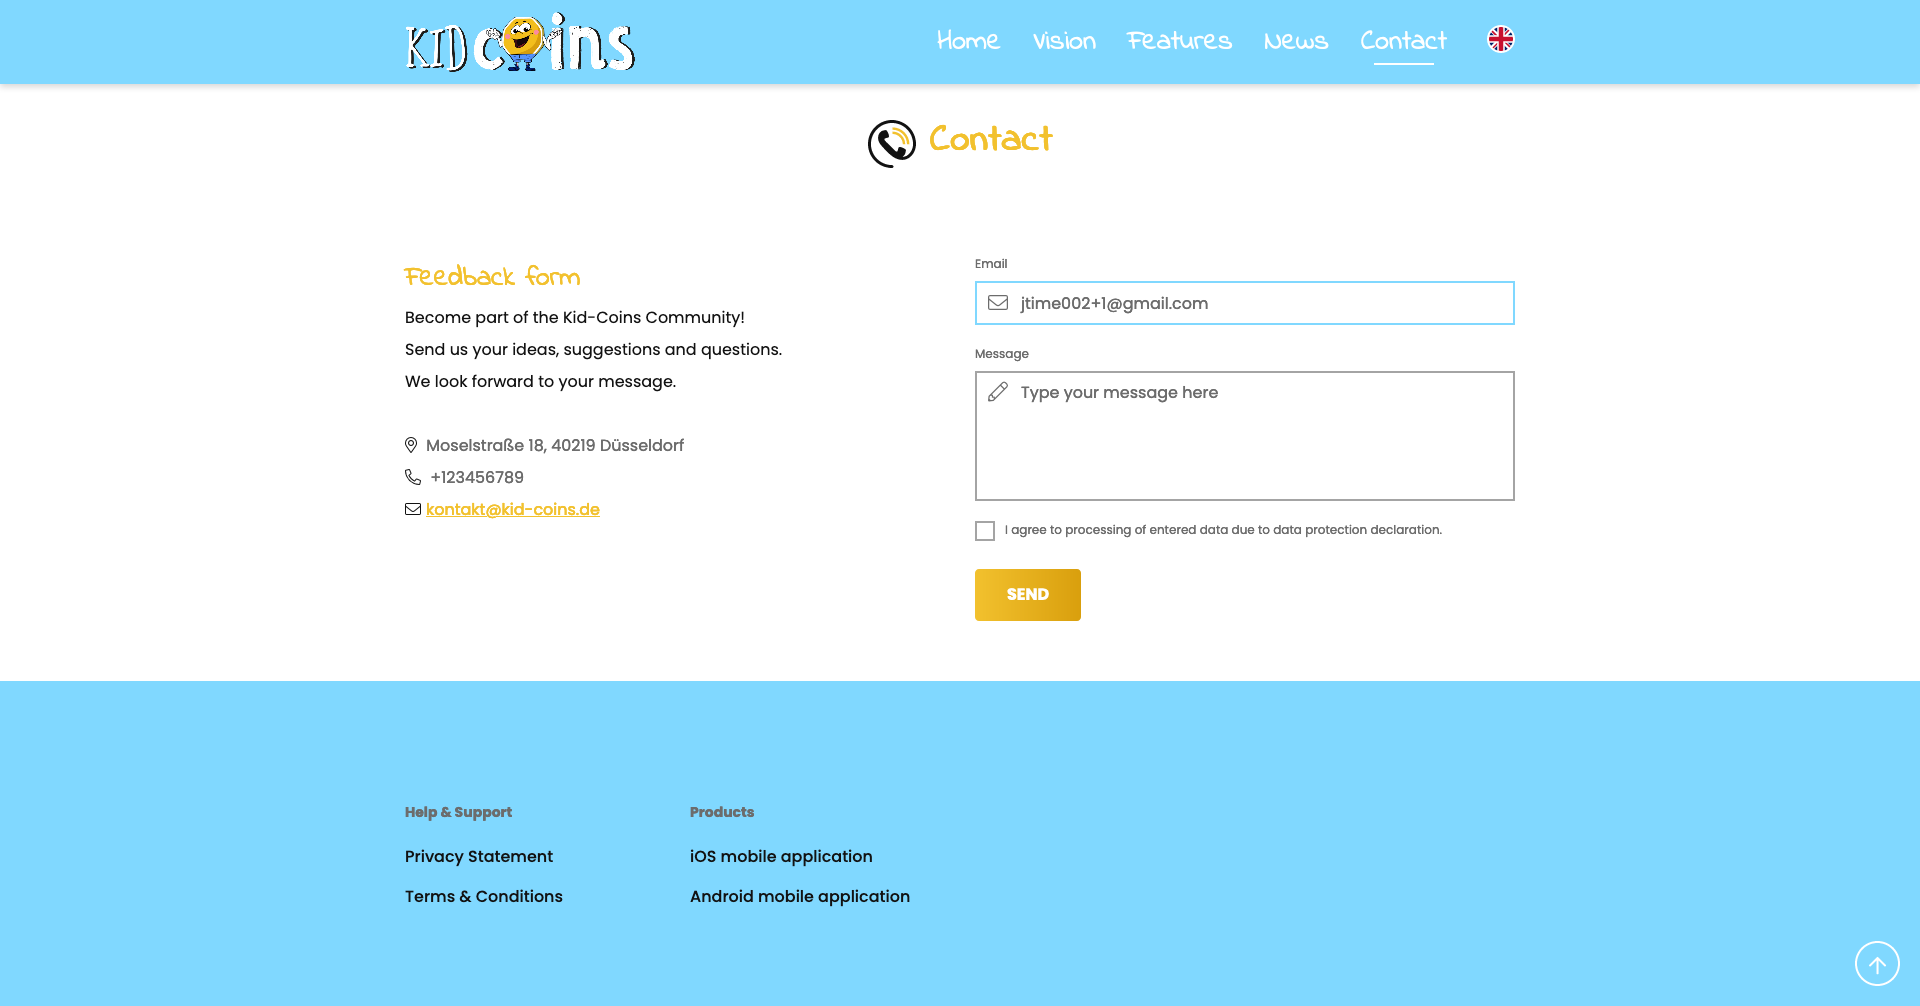 KID coins
Home Vision Features News Contact
Contact
Feedback form
Become part of the Kid-Coins Community!
Send us your ideas, suggestions and questions.
We look forward to your message.
Moselstraße 18, 40219 Düsseldorf
+123456789
kontakt@kid-coins.de
Email
jtime002+1@gmail.com
Message
Type your message here
I agree to processing of entered data due to data protection declaration.
SEND
Help & Support
Privacy Statement
Terms & Conditions
Products
iOS mobile application
Android mobile application